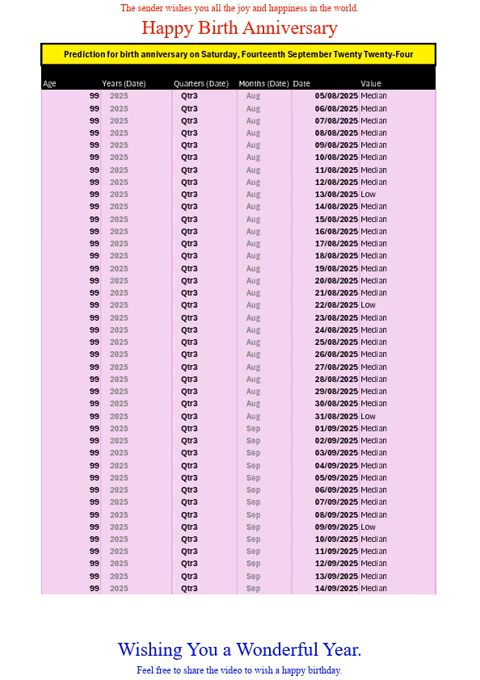 The sender wishes you all the joy and happiness in the world.
Happy Birth Anniversary
Prediction for birth anniversary on Saturday, Fourteenth September Twenty Twenty-Four
Age Years (Date) Quarters (Date) Months (Date) Date Value
99 2025 Qtr3 Aug 05/08/2025 Median
99 2025 Qtr3 Aug 06/08/2025 Median
99 2025 Qtr3 Aug 07/08/2025 Median
99 2025 Qtr3 Aug 08/08/2025 Median
99 2025 Qtr3 Aug 09/08/2025 Median
99 2025 Qtr3 Aug 10/08/2025 Median
99 2025 Qtr3 Aug 11/08/2025 Median
99 2025 Qtr3 Aug 12/08/2025 Median
99 2025 Qtr3 Aug 13/08/2025 Low
99 2025 Qtr3 Aug 14/08/2025 Median
99 2025 Qtr3 Aug 15/08/2025 Median
99 2025 Qtr3 Aug 16/08/2025 Median
99 2025 Qtr3 Aug 17/08/2025 Median
99 2025 Qtr3 Aug 18/08/2025 Median
99 2025 Qtr3 Aug 19/08/2025 Median
99 2025 Qtr3 Aug 20/08/2025 Median
99 2025 Qtr3 Aug 21/08/2025 Median
99 2025 Qtr3 Aug 22/08/2025 Low
99 2025 Qtr3 Aug 23/08/2025 Median
99 2025 Qtr3 Aug 24/08/2025 Median
99 2025 Qtr3 Aug 25/08/2025 Median
99 2025 Qtr3 Aug 26/08/2025 Median
99 2025 Qtr3 Aug 27/08/2025 Median
99 2025 Qtr3 Aug 28/08/2025 Median
99 2025 Qtr3 Aug 29/08/2025 Median
99 2025 Qtr3 Aug 30/08/2025 Median
99 2025 Qtr3 Aug 31/08/2025 Low
99 2025 Qtr3 Sep 01/09/2025 Median
99 2025 Qtr3 Sep 02/09/2025 Median
99 2025 Qtr3 Sep 03/09/2025 Median
99 2025 Qtr3 Sep 04/09/2025 Median
99 2025 Qtr3 Sep 05/09/2025 Median
99 2025 Qtr3 Sep 06/09/2025 Median
99 2025 Qtr3 Sep 07/09/2025 Median
99 2025 Qtr3 Sep 08/09/2025 Median
99 2025 Qtr3 Sep 09/09/2025 Low
99 2025 Qtr3 Sep 10/09/2025 Median
99 2025 Qtr3 Sep 11/09/2025 Median
99 2025 Qtr3 Sep 12/09/2025 Median
99 2025 Qtr3 Sep 13/09/2025 Median
99 2025 Qtr3 Sep 14/09/2025 Median
Wishing You a Wonderful Year.
Feel free to share the video to wish a happy birthday.